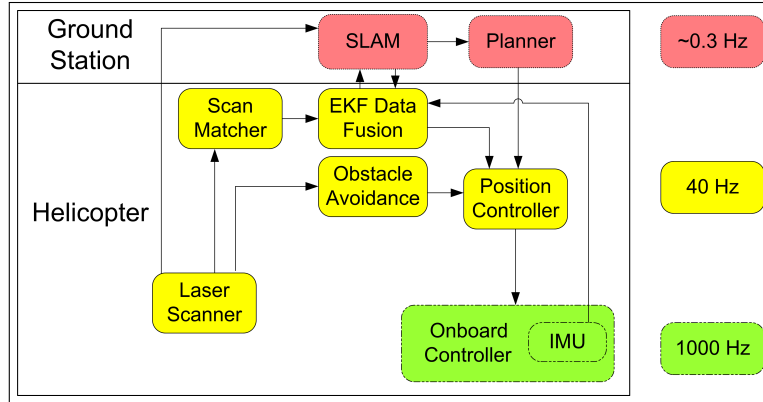 Ground
Station
SLAM
Planner
~0.3 Hz
Scan
Matcher
EKF Data
Fusion
Helicopter
Obstacle
Avoidance
Position
Controller
40 Hz
Laser
Scanner
Onboard
Controller
IMU
1000 Hz